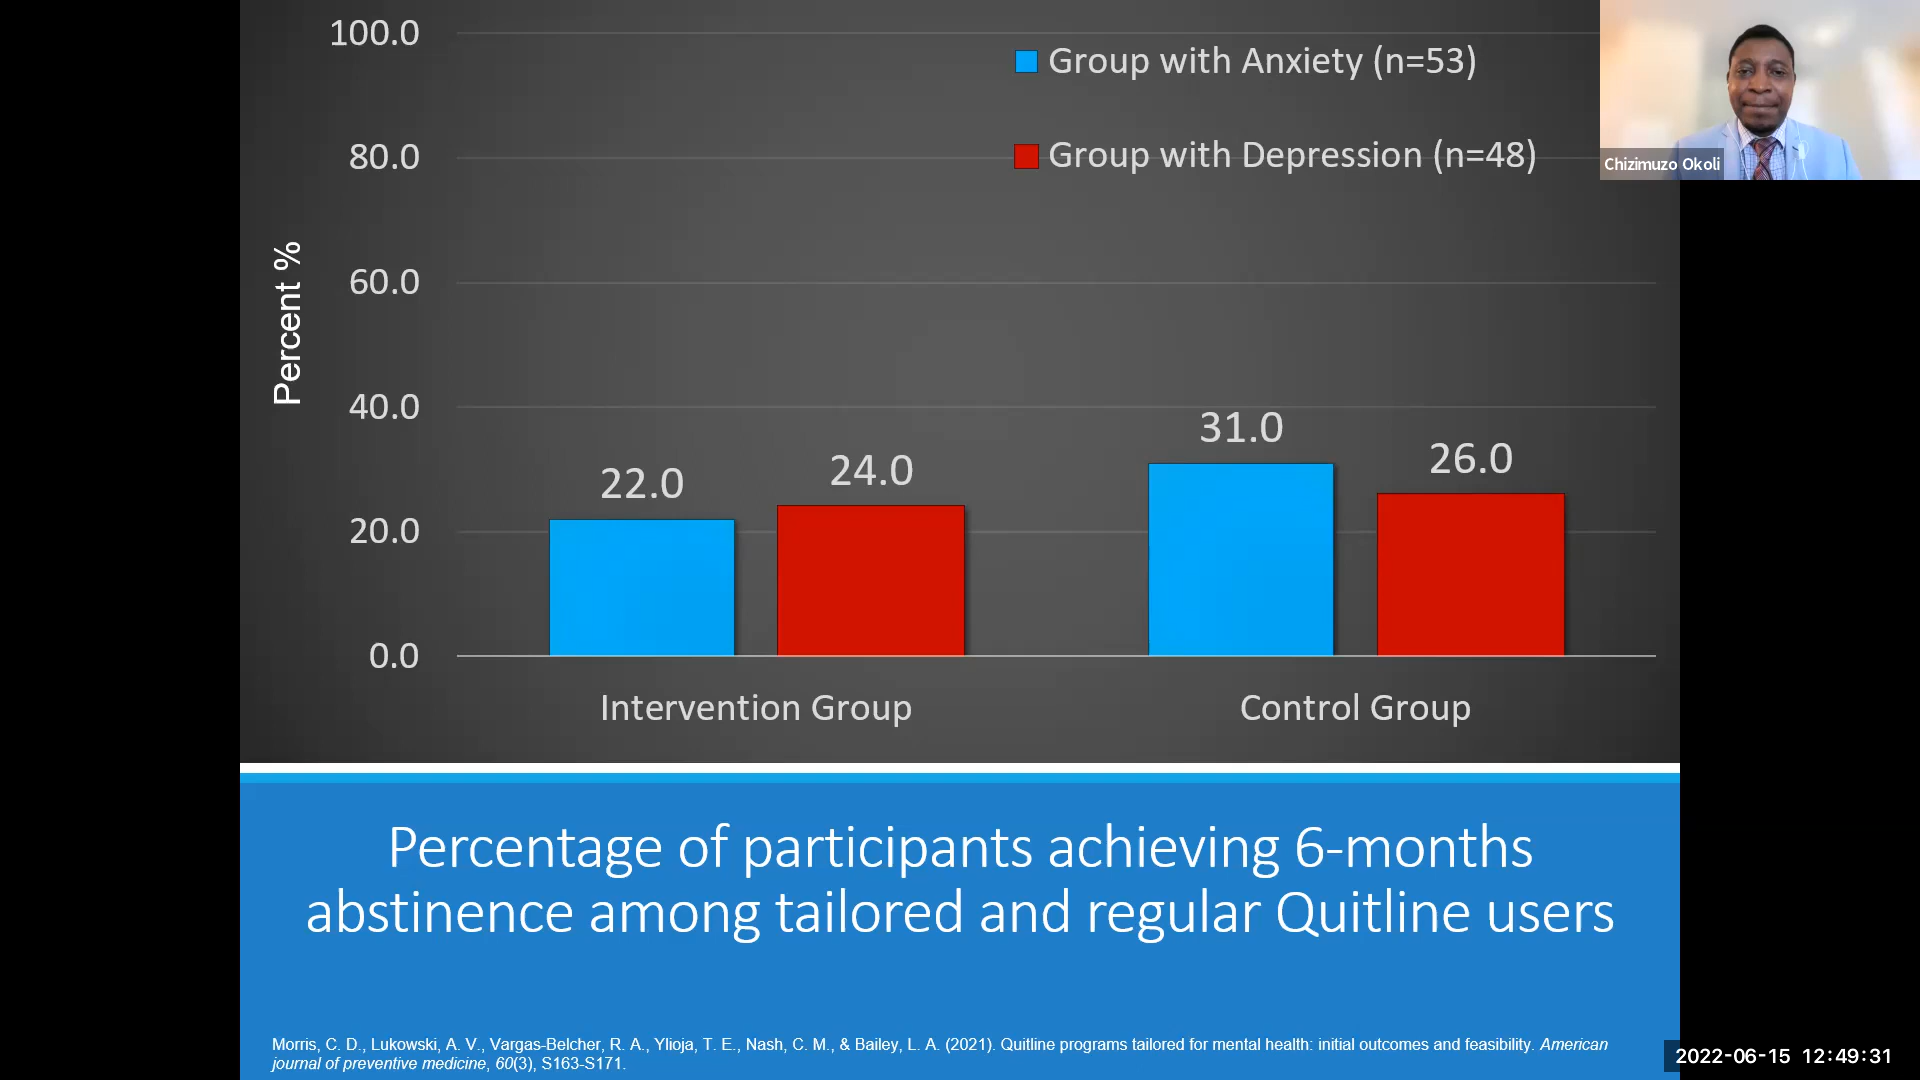 100.0
80.0
60.0
40.0
20.0
0.0
Percent %
Group with Anxiety (n=53)
Group with Depression (n=48)
22.0
24.0
31.0
26.0
Intervention Group
Control Group
Chizimuzo Okoli
Percentage of participants achieving 6-months
abstinence among tailored and regular Quitline users
Morris, C. D., Lukowski, A. V., Vargas-Belcher, R. A., Ylioja, T. E., Nash, C. M., & Bailey, L. A. (2021). Quitline programs tailored for mental health: initial outcomes and feasibility. American
journal of preventive medicine, 60(3), S163-S171.
2022-06-15 12:49:31